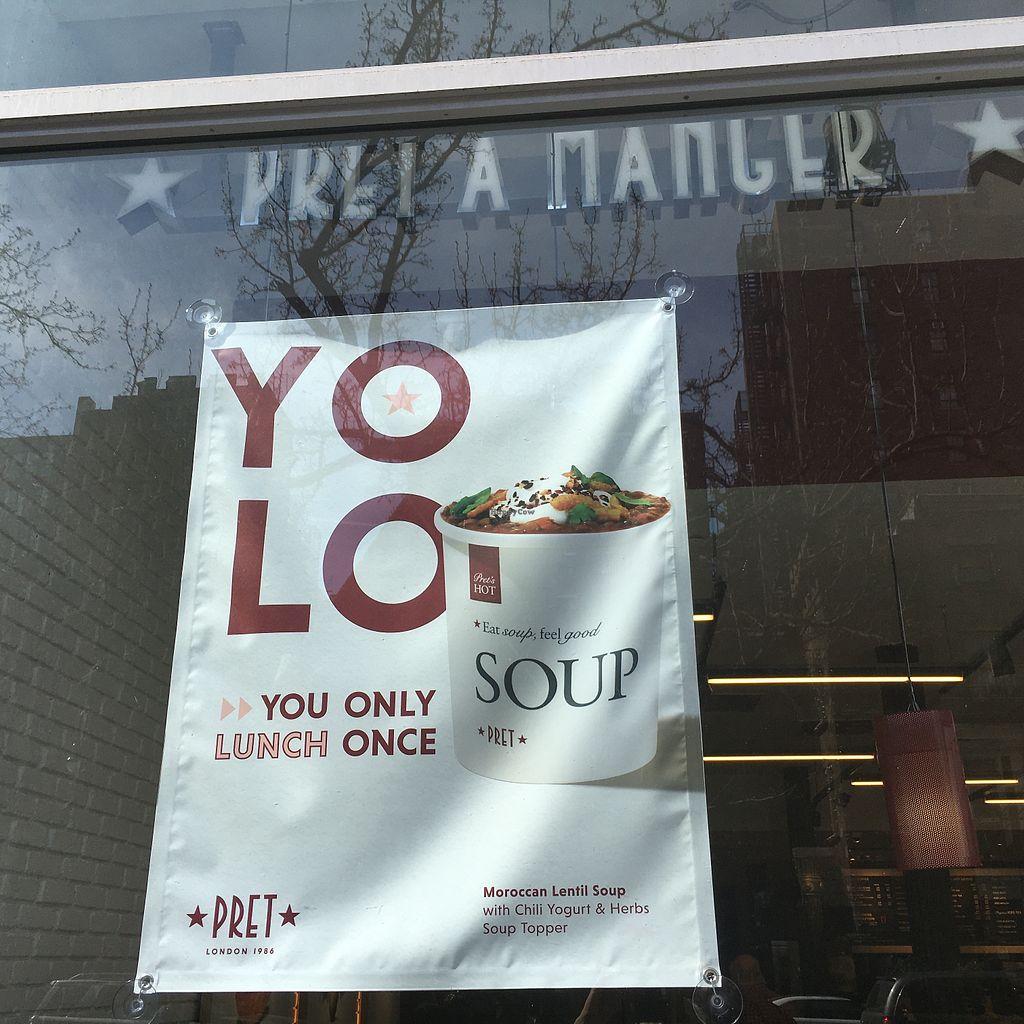 PRET A MANGER
YO
LO
YOU ONLY
LUNCH ONCE
Pret's
HOT
Eat soup, feel good
SOUP
PRET
PRET
LONDON 1986
Moroccan Lentil Soup
with Chili Yogurt & Herbs
Soup Topper